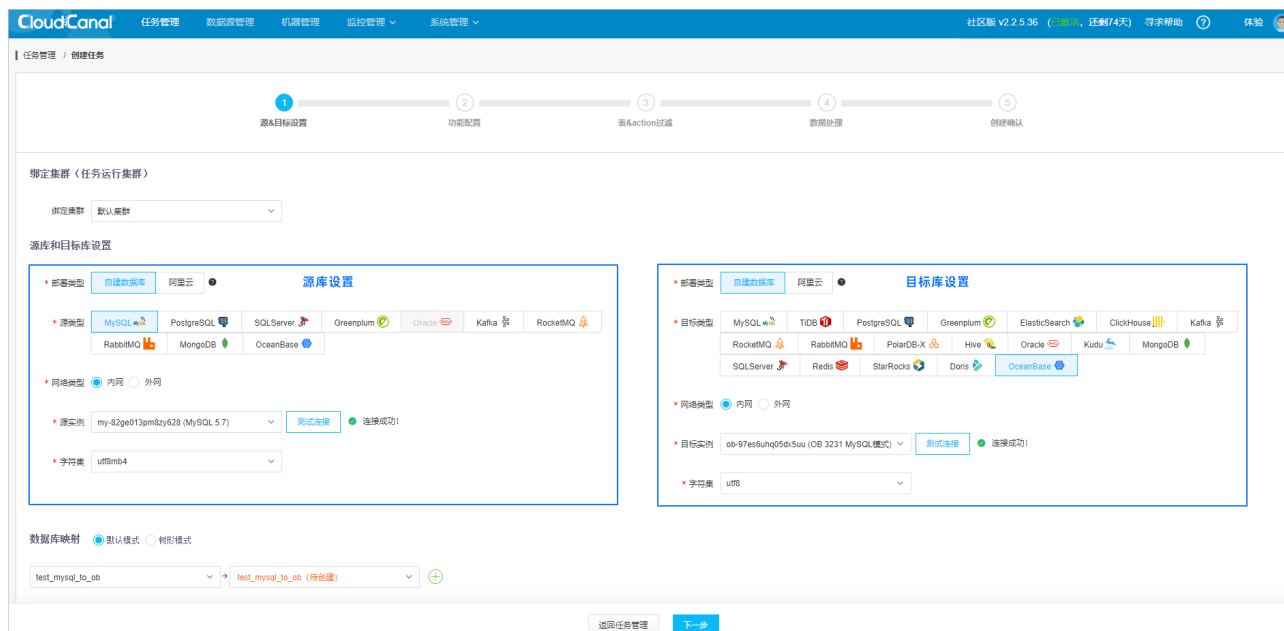 CloudCanal 任务管理 数据源管理 机器管理 监控管理 系统管理 社区版 v2.2.5.36 (已激活, 还剩74天) 寻求帮助 ? 体验
任务管理 / 创建任务
1 2 3 4 5
源&目标设置 功能配置 表&action过滤 数据处理 创建确认
绑定集群(任务运行集群)
绑定集群 默认集群
源库和目标库设置
* 部署类型 自建数据库 阿里云 ? 源库设置
* 源类型 MySQL PostgreSQL SQLServer Greenplum Oracle Kafka RocketMQ
RabbitMQ MongoDB OceanBase
* 网络类型 内网 外网
* 源实例 my-82ge013pm8zy628 (MySQL 5.7) 测试连接 连接成功!
* 字符集 utf8mb4
* 部署类型 自建数据库 阿里云 ? 目标库设置
* 目标类型 MySQL TiDB PostgreSQL Greenplum ElasticSearch ClickHouse Kafka
RocketMQ RabbitMQ PolarDB-X Hive Oracle Kudu MongoDB
SQLServer Redis StarRocks Doris OceanBase
* 网络类型 内网 外网
* 目标实例 ob-97es6uhq05dx5uu (OB 3231 MySQL模式) 测试连接 连接成功!
* 字符集 utf8
数据库映射 默认模式 树形模式
test_mysql_to_ob → test_mysql_to_ob (待创建)
返回任务管理 下一步